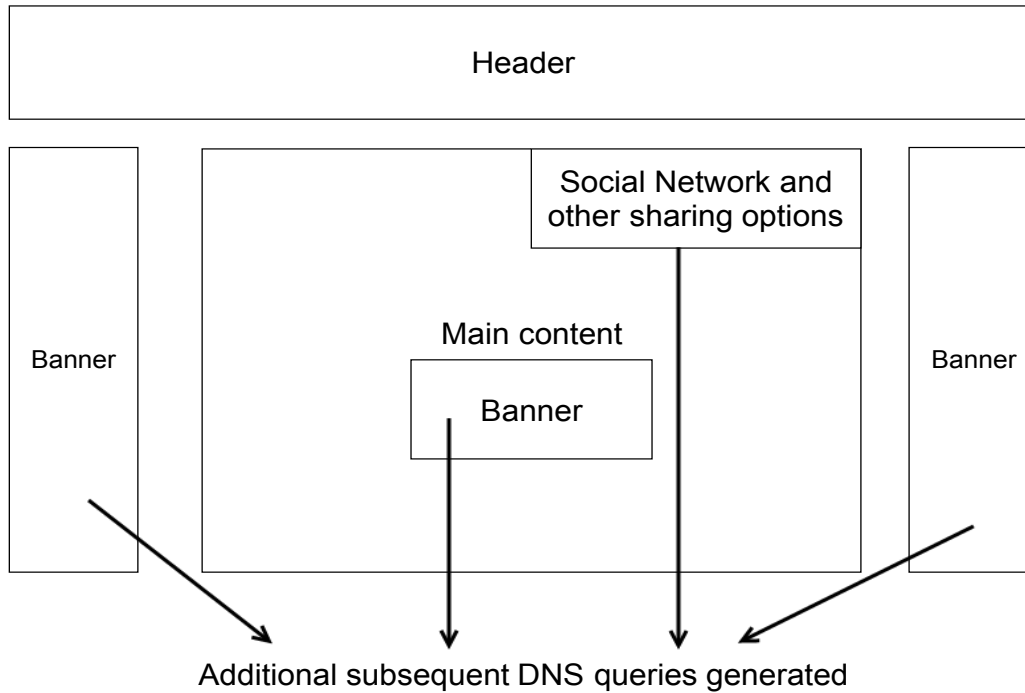 Header
Social Network and
other sharing options
Main content
Banner
Banner
Banner
Additional subsequent DNS queries generated